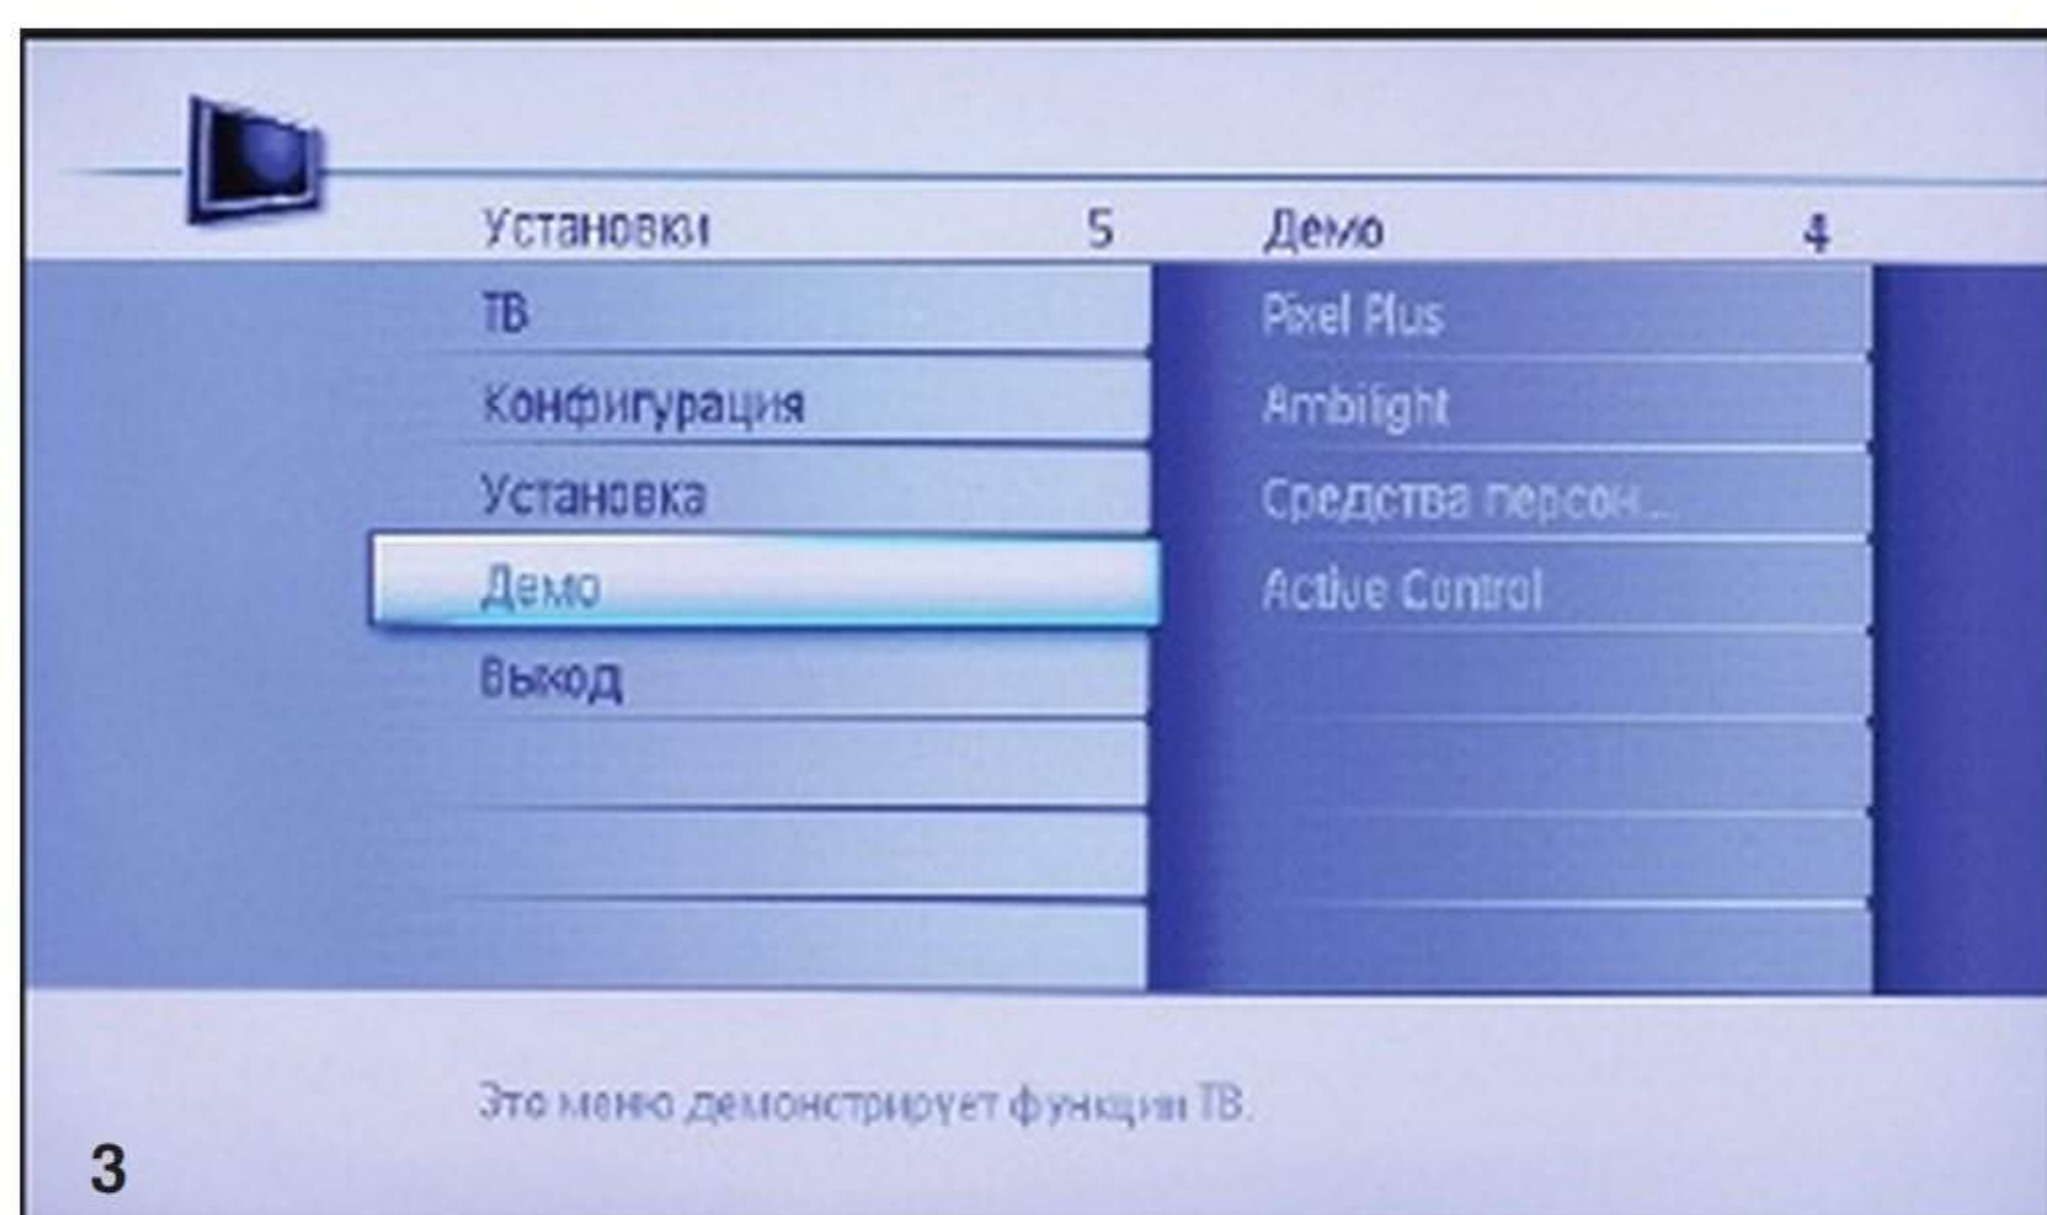 Установки 5 Демо 4
ТВ
Конфигурация
Установка
Демо
Выход
Pixel Plus
Ambilight
Средства персон...
Active Control
Это меню демонстрирует функции ТВ.
3